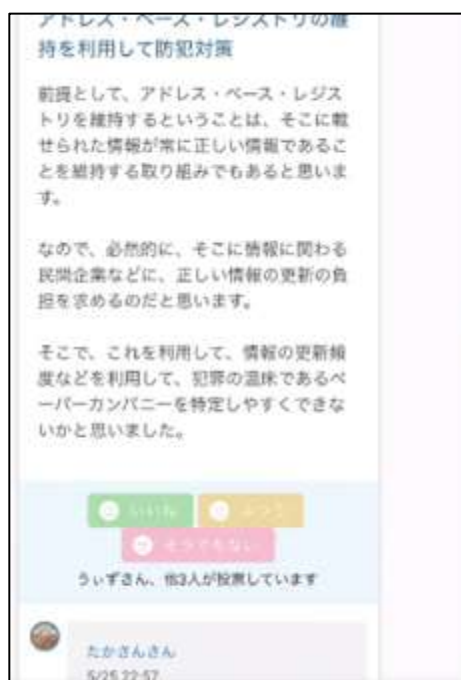 アドレス・ベース・レジストリの維
持を利用して防犯対策
前提として、アドレス・ベース・レジス
トリを維持するということは、そこに載
せられた情報が常に正しい情報であるこ
とを維持する取り組みでもあると思いま
す。
なので、必然的に、そこに情報に関わる
民間企業などに、正しい情報の更新の負
担を求めるのだと思います。
そこで、これを利用して、情報の更新頻
度などを利用して、犯罪の温床であるペ
ーパーカンパニーを特定しやすくできな
いかと思いました。
いいね
ふつう
そうでもない
うぃずさん、他3人が投票しています
たかさんさん
5/25 22:57